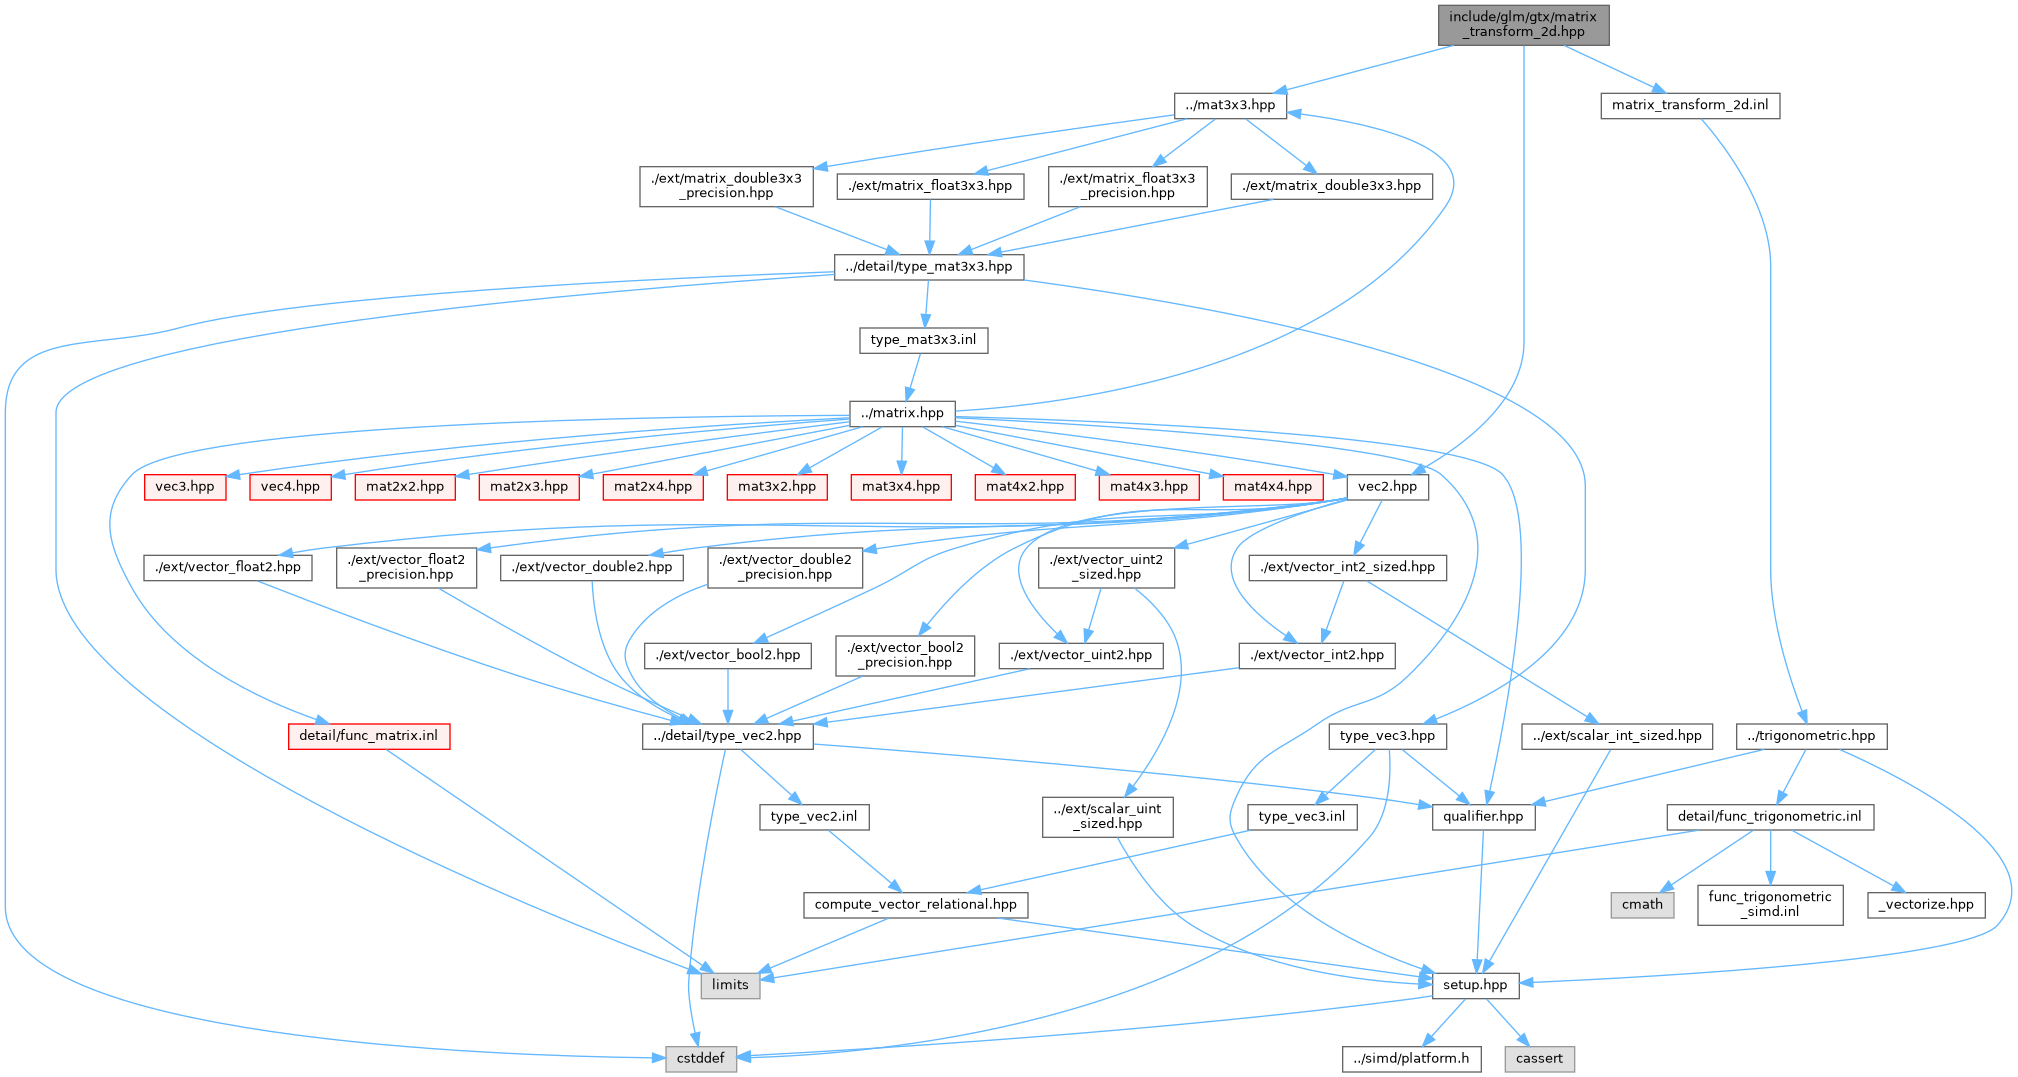 include/glm/gtx/matrix
_transform_2d.hpp
../mat3x3.hpp
matrix_transform_2d.inl
./ext/matrix_double3x3
_precision.hpp
./ext/matrix_float3x3.hpp
./ext/matrix_float3x3
_precision.hpp
./ext/matrix_double3x3.hpp
../detail/type_mat3x3.hpp
type_mat3x3.inl
../matrix.hpp
vec3.hpp
vec4.hpp
mat2x2.hpp
mat2x3.hpp
mat2x4.hpp
mat3x2.hpp
mat3x4.hpp
mat4x2.hpp
mat4x3.hpp
mat4x4.hpp
vec2.hpp
./ext/vector_float2.hpp
./ext/vector_float2
_precision.hpp
./ext/vector_double2.hpp
./ext/vector_double2
_precision.hpp
./ext/vector_uint2
_sized.hpp
./ext/vector_int2_sized.hpp
./ext/vector_bool2.hpp
./ext/vector_bool2
_precision.hpp
./ext/vector_uint2.hpp
./ext/vector_int2.hpp
detail/func_matrix.inl
../detail/type_vec2.hpp
type_vec3.hpp
../ext/scalar_int_sized.hpp
../trigonometric.hpp
type_vec2.inl
../ext/scalar_uint
_sized.hpp
type_vec3.inl
qualifier.hpp
detail/func_trigonometric.inl
compute_vector_relational.hpp
cmath
func_trigonometric
_simd.inl
_vectorize.hpp
limits
setup.hpp
cstddef
../simd/platform.h
cassert